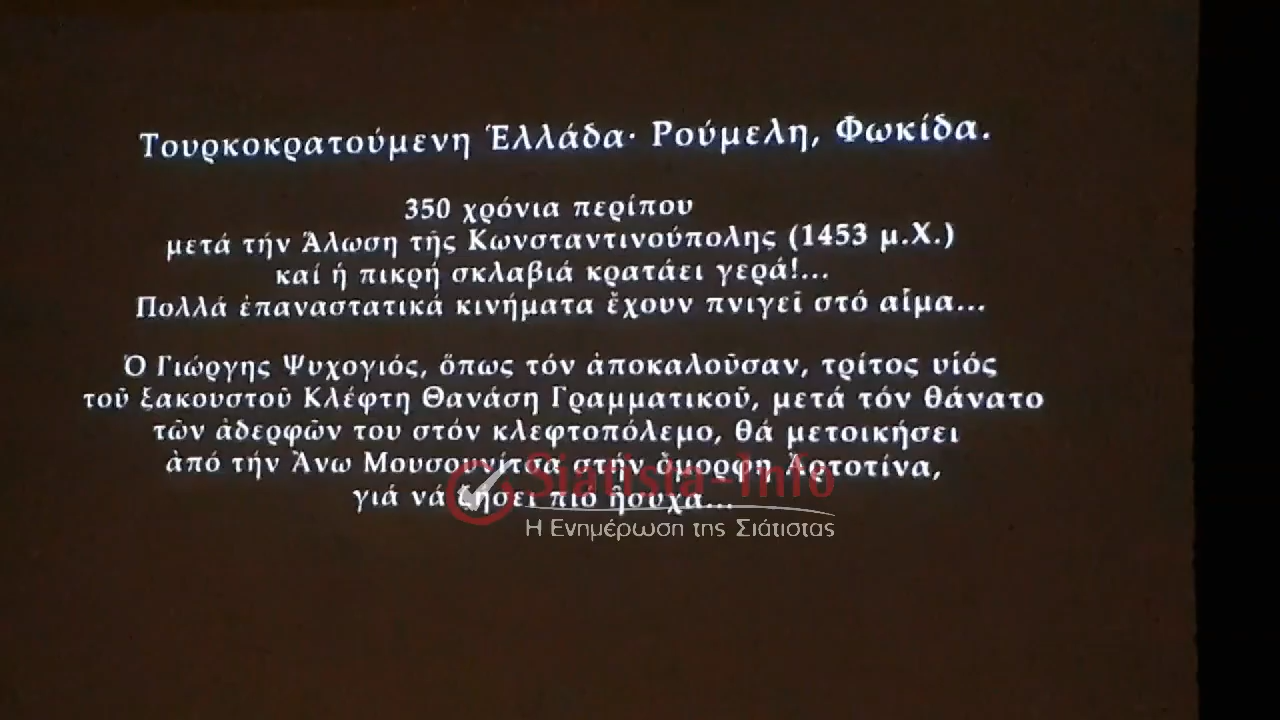 Τουρκοκρατούμενη Ἑλλάδα· Ρούμελη, Φωκίδα.
350 χρόνια περίπου
μετά τήν Ἅλωση τῆς Κωνσταντινούπολης (1453 μ.Χ.)
καί ἡ πικρή σκλαβιά κρατάει γερά!...
Πολλά ἐπαναστατικά κινήματα ἔχουν πνιγεῖ στό αἷμα...
Ὁ Γιώργης Ψυχογιός, ὅπως τόν ἀποκαλοῦσαν, τρίτος υἱός
τοῦ ξακουστοῦ Κλέφτη Θανάση Γραμματικοῦ, μετά τόν θάνατο
τῶν ἀδερφῶν του στόν κλεφτοπόλεμο, θά μετοικήσει
ἀπό τήν Ἄνω Μουσουνίτσα στήν ὄμορφη Ἀρτοτίνα,
γιά νά ζήσει πιό ἥσυχα...
Siatista-Info
Η Ενημέρωση της Σιάτιστας